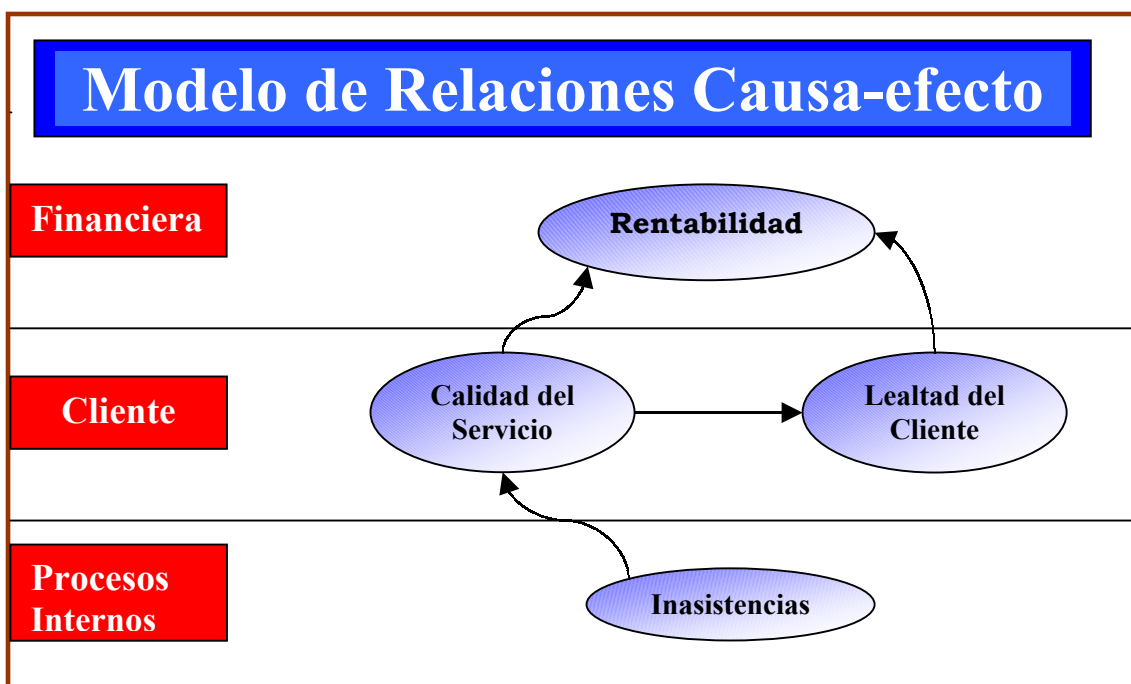 Modelo de Relaciones Causa-efecto
Financiera
Rentabilidad
Cliente
Calidad del
Servicio
Lealtad del
Cliente
Procesos
Internos
Inasistencias